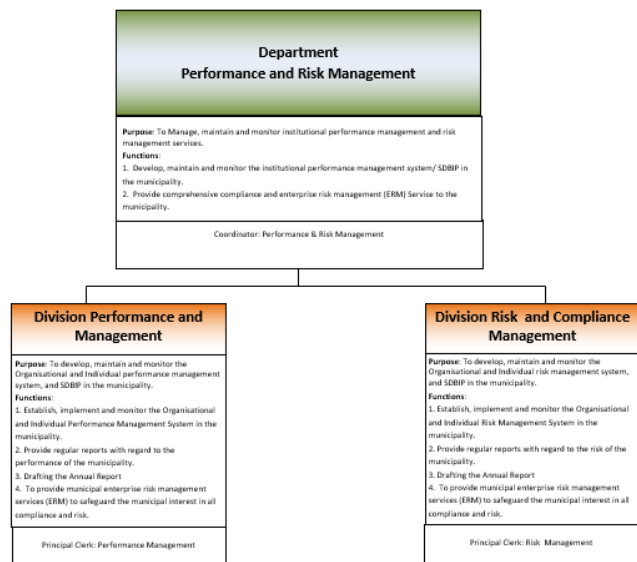 Department
Performance and Risk Management
Purpose: To Manage, maintain and monitor institutional performance management and risk
management services.
Functions:
1. Develop, maintain and monitor the institutional performance management system/ SDBIP in
the municipality.
2. Provide comprehensive compliance and enterprise risk management (ERM) Service to the
municipality.
Coordinator: Performance & Risk Management
Division Performance and
Management
Purpose: To develop, maintain and monitor the
Organisational and Individual performance management
system, and SDBIP in the municipality.
Functions:
1. Establish, implement and monitor the Organisational
and Individual Performance Management System in the
municipality.
2. Provide regular reports with regard to the
performance of the municipality.
3. Drafting the Annual Report
4. To provide municipal enterprise risk management
services (ERM) to safeguard the municipal interest in all
compliance and risk.
Principal Clerk: Performance Management
Division Risk and Compliance
Management
Purpose: To develop, maintain and monitor the
Organisational and Individual risk management system,
and SDBIP in the municipality.
Functions:
1. Establish, implement and monitor the Organisational
and Individual Risk Management System in the
municipality.
2. Provide regular reports with regard to the risk of the
municipality.
3. Drafting the Annual Report
4. To provide municipal enterprise risk management
services (ERM) to safeguard the municipal interest in all
compliance and risk.
Principal Clerk: Risk Management